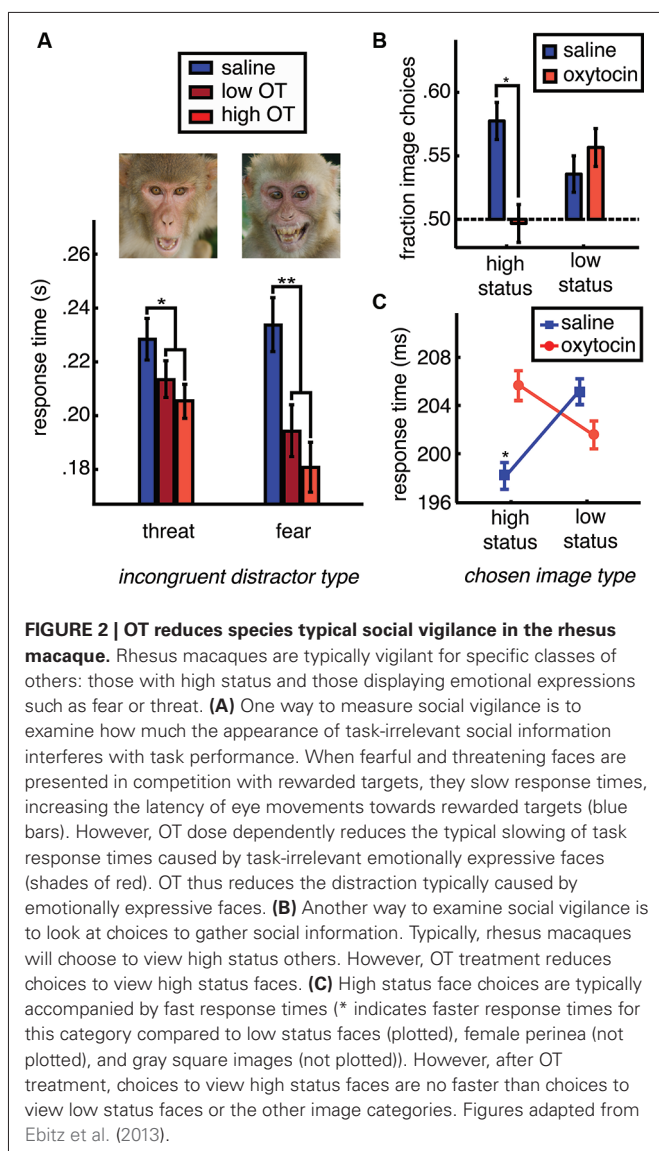 A
saline
low OT
high OT
response time (s)
.26
.24
.22
.20
.18
*
**
threat
fear
incongruent distractor type
B
saline
oxytocin
fraction image choices
.60
.55
.50
*
high
status
low
status
C
saline
oxytocin
response time (ms)
208
204
200
196
*
high
status
low
status
chosen image type
FIGURE 2 | OT reduces species typical social vigilance in the rhesus
macaque. Rhesus macaques are typically vigilant for specific classes of
others: those with high status and those displaying emotional expressions
such as fear or threat. (A) One way to measure social vigilance is to
examine how much the appearance of task-irrelevant social information
interferes with task performance. When fearful and threatening faces are
presented in competition with rewarded targets, they slow response times,
increasing the latency of eye movements towards rewarded targets (blue
bars). However, OT dose dependently reduces the typical slowing of task
response times caused by task-irrelevant emotionally expressive faces
(shades of red). OT thus reduces the distraction typically caused by
emotionally expressive faces. (B) Another way to examine social vigilance is
to look at choices to gather social information. Typically, rhesus macaques
will choose to view high status others. However, OT treatment reduces
choices to view high status faces. (C) High status face choices are typically
accompanied by fast response times (* indicates faster response times for
this category compared to low status faces (plotted), female perinea (not
plotted), and gray square images (not plotted)). However, after OT
treatment, choices to view high status faces are no faster than choices to
view low status faces or the other image categories. Figures adapted from
Ebitz et al. (2013).